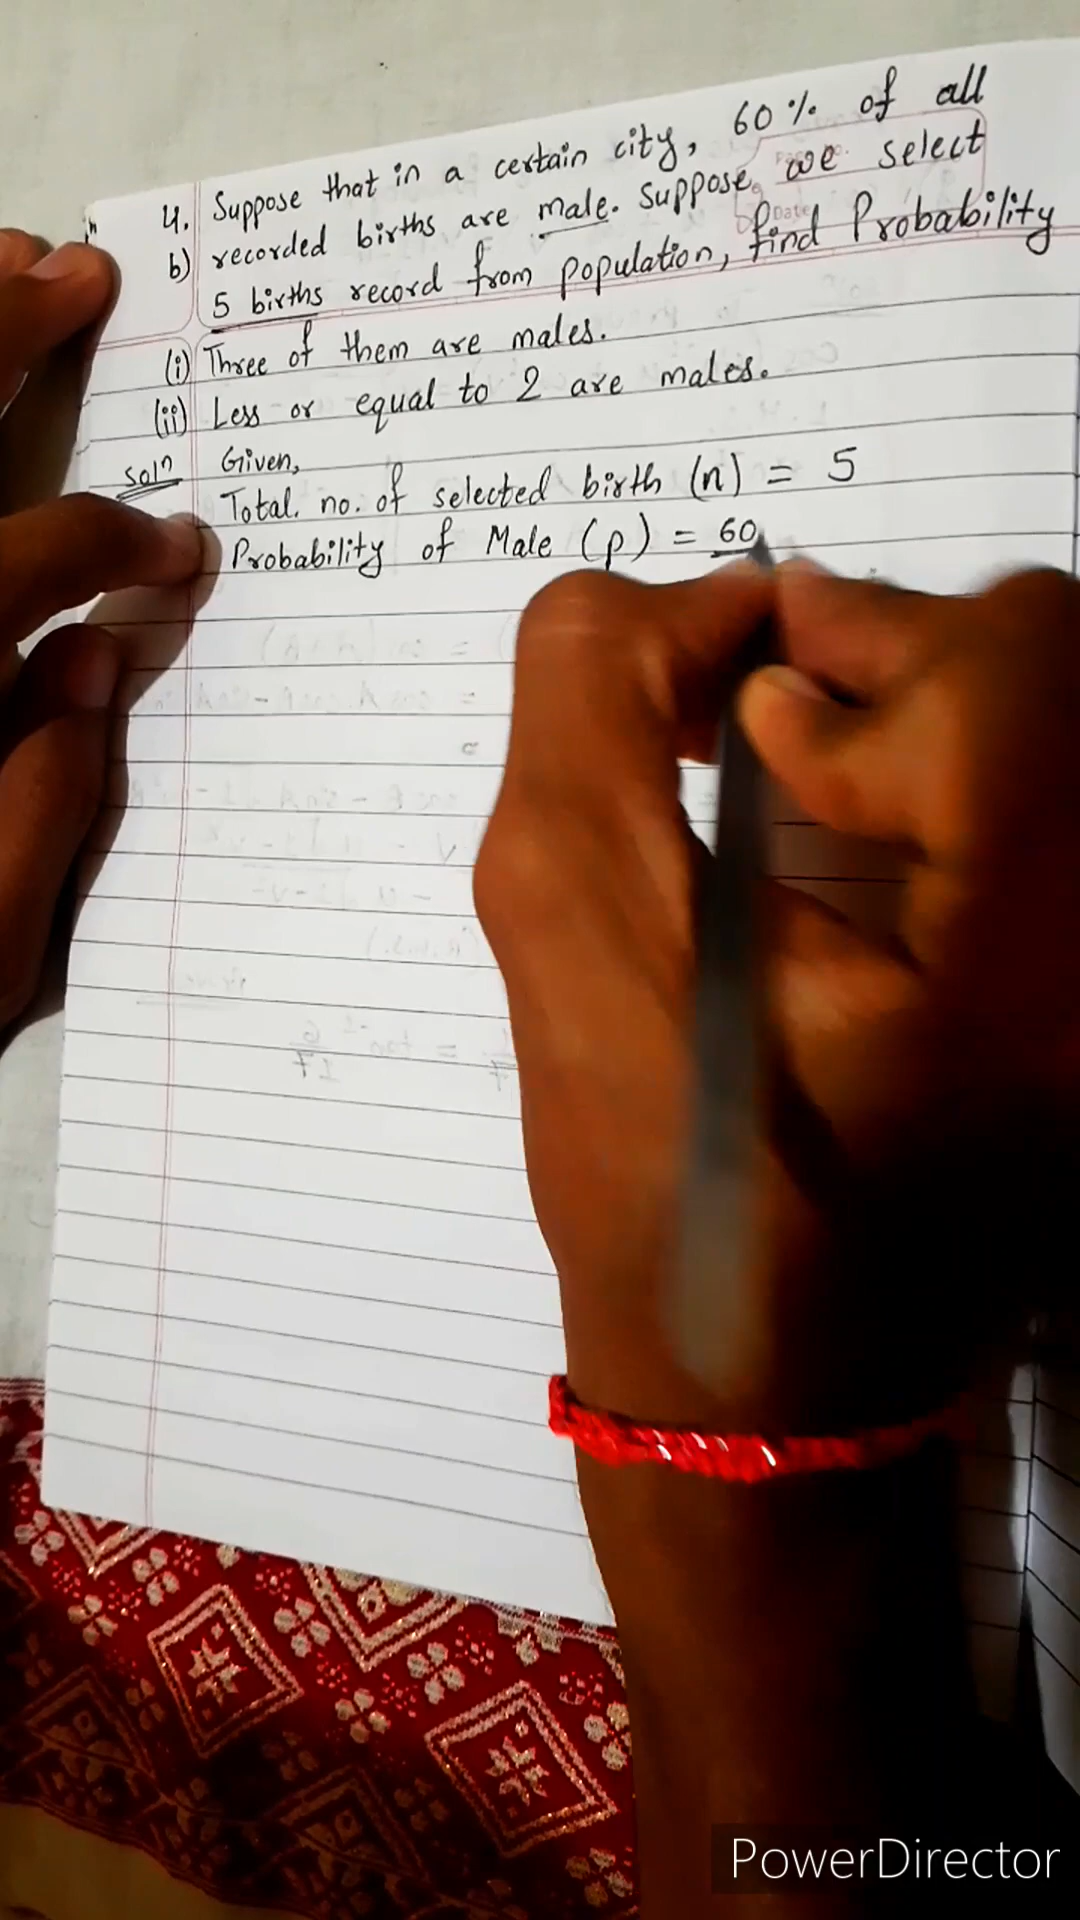 4. Suppose that in a certain city, 60% of all
b) recorded births are male. Suppose we select
5 births record from population, find Probability
(i) Three of them are males.
(ii) Less or equal to 2 are males.
Soln Given,
Total. no. of selected birth (n) = 5
Probability of Male (p) = 60
Date
PowerDirector